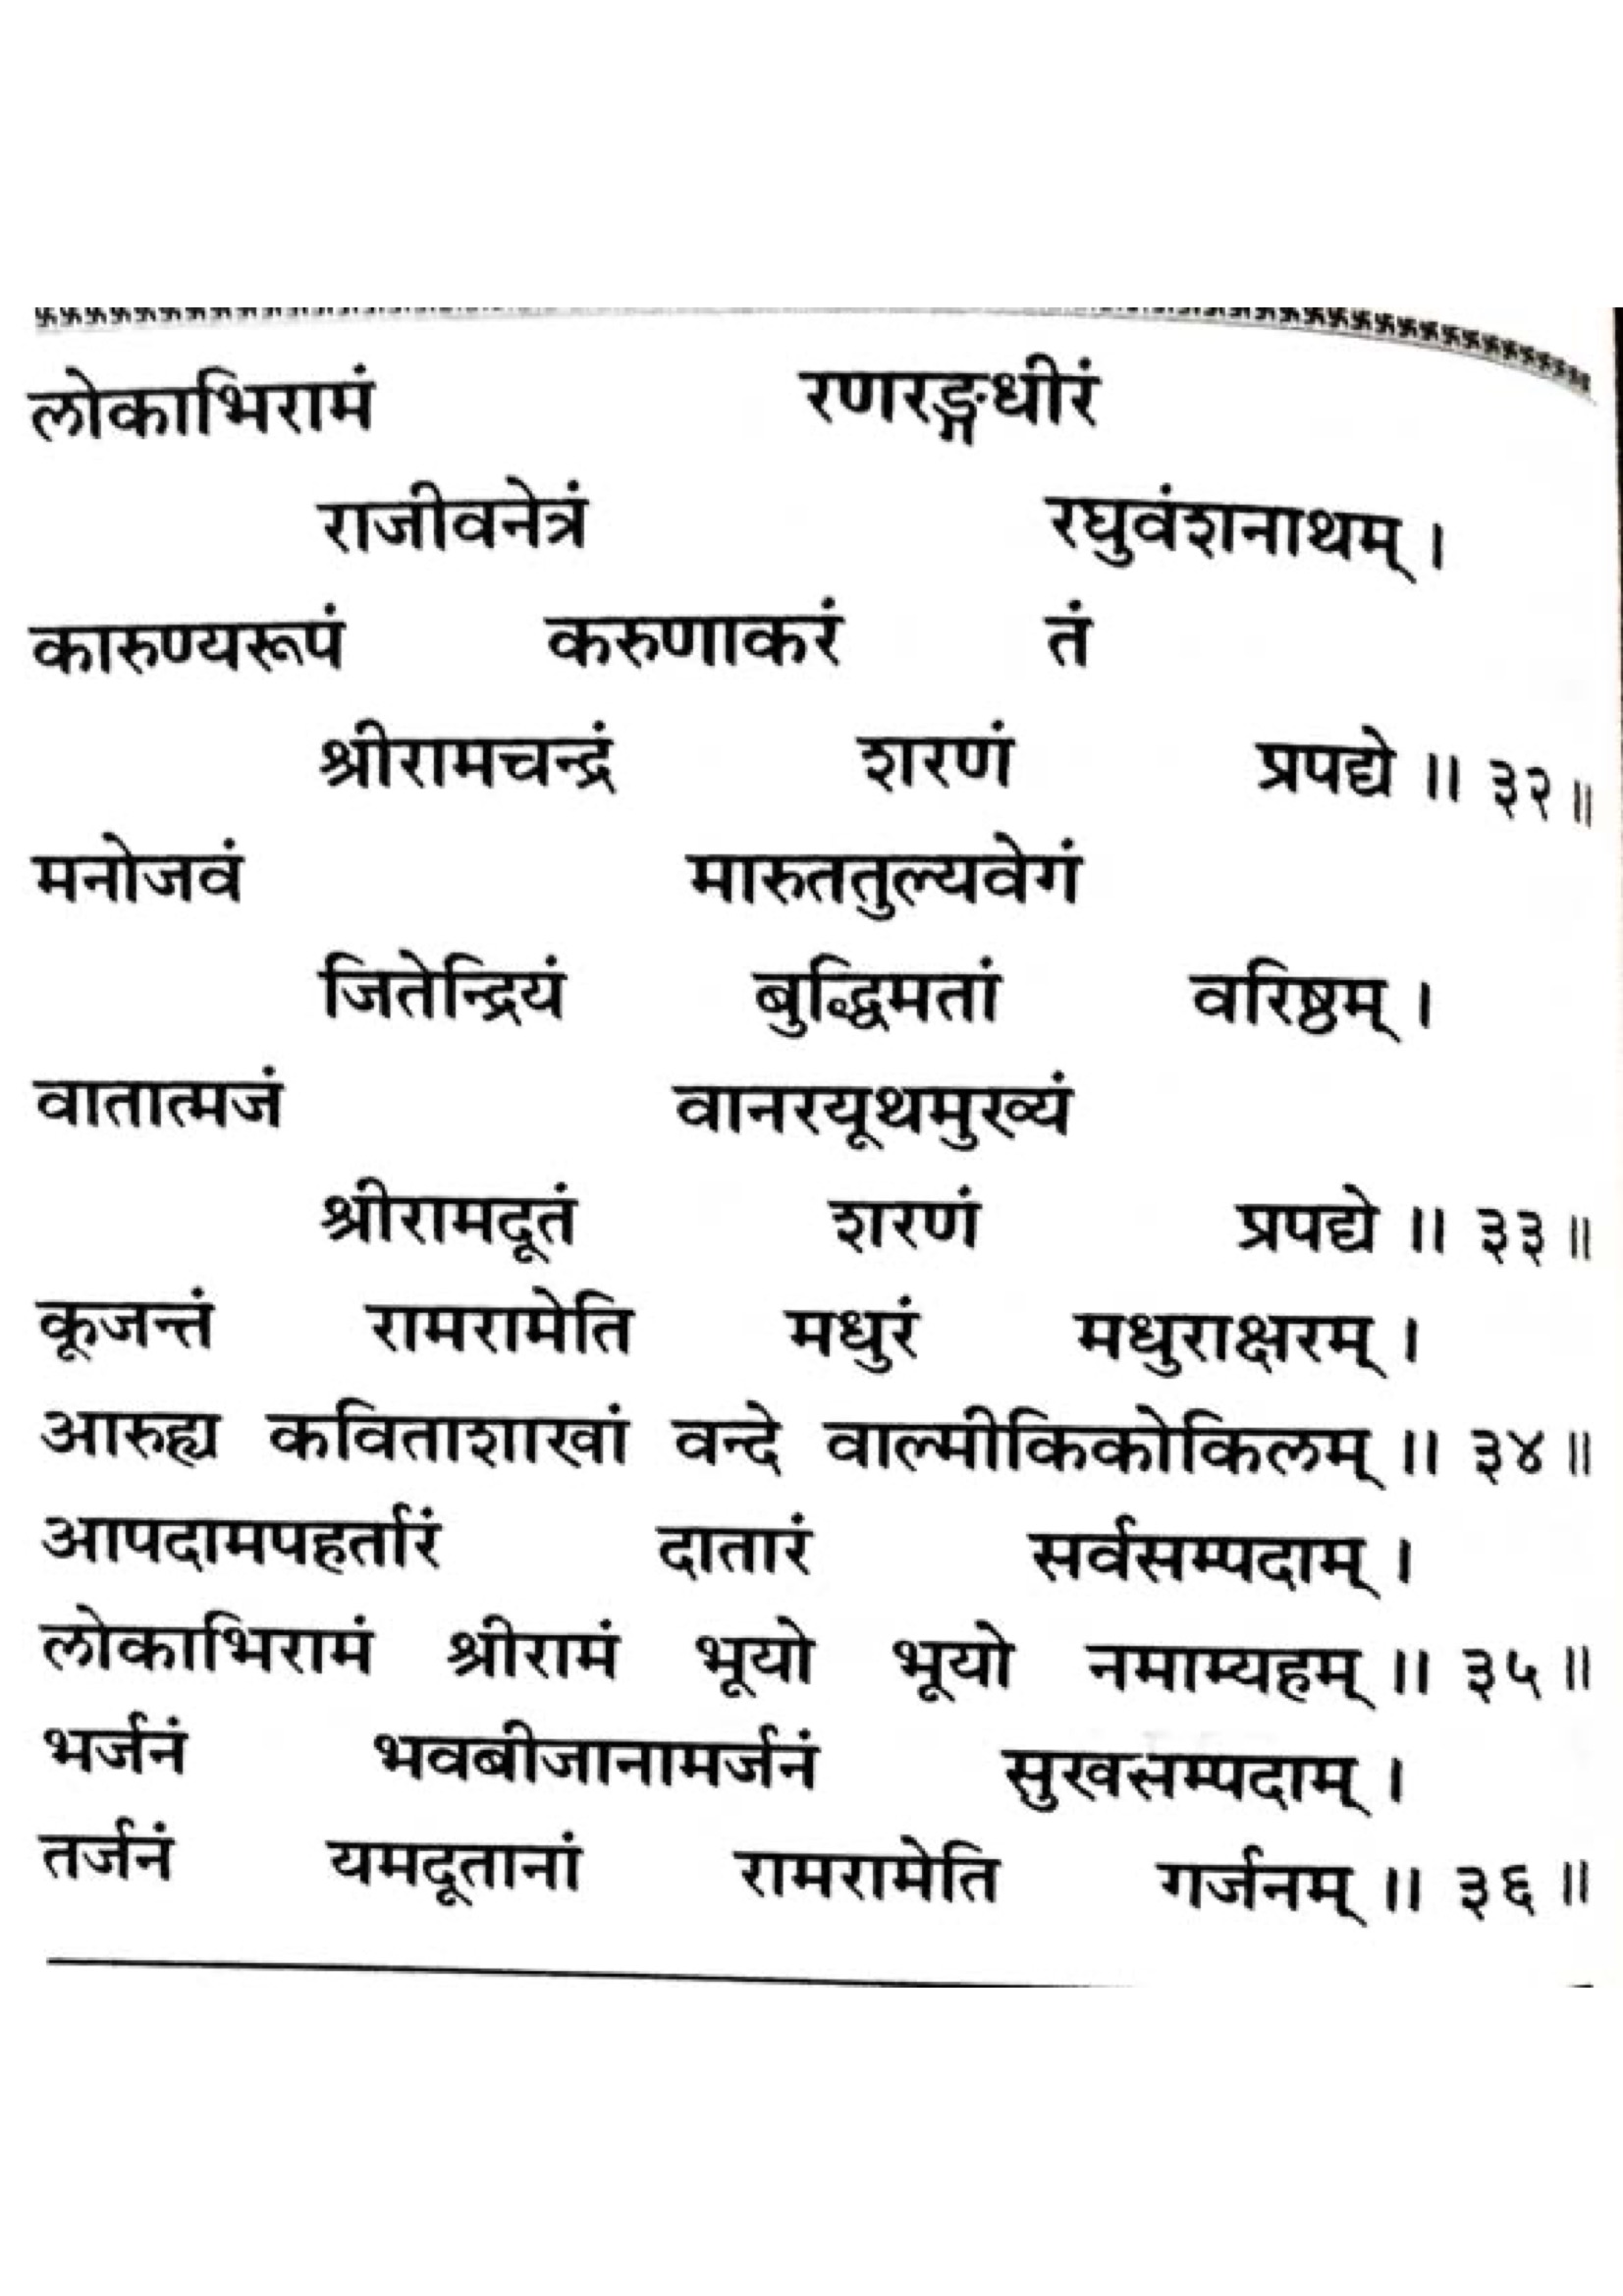 लोकाभिरामं रणरङ्गधीरं
राजीवनेत्रं रघुवंशनाथम् ।
कारुण्यरूपं करुणाकरं तं
श्रीरामचन्द्रं शरणं प्रपद्ये ॥ ३२ ॥
मनोजवं मारुततुल्यवेगं
जितेन्द्रियं बुद्धिमतां वरिष्ठम् ।
वातात्मजं वानरयूथमुख्यं
श्रीरामदूतं शरणं प्रपद्ये ॥ ३३ ॥
कूजन्तं रामरामेति मधुरं मधुराक्षरम् ।
आरुह्य कविताशाखां वन्दे वाल्मीकिकोकिलम् ॥ ३४ ॥
आपदामपहर्तारं दातारं सर्वसम्पदाम् ।
लोकाभिरामं श्रीरामं भूयो भूयो नमाम्यहम् ॥ ३५ ॥
भर्जनं भवबीजानामर्जनं सुखसम्पदाम् ।
तर्जनं यमदूतानां रामरामेति गर्जनम् ॥ ३६ ॥